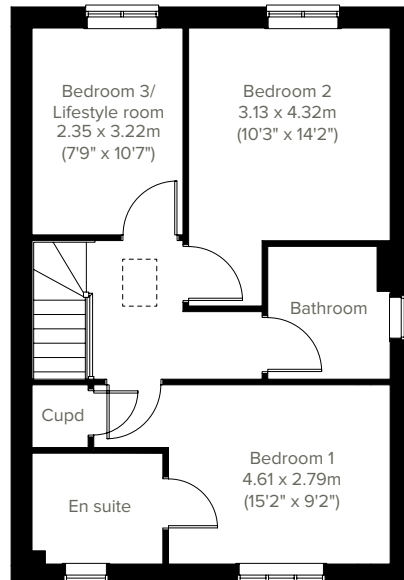 Bedroom 3/
Lifestyle room
2.35 x 3.22m
(7'9" x 10'7")
Bedroom 2
3.13 x 4.32m
(10'3" x 14'2")
Bathroom
Cupd
Bedroom 1
4.61 x 2.79m
(15'2" x 9'2")
En suite